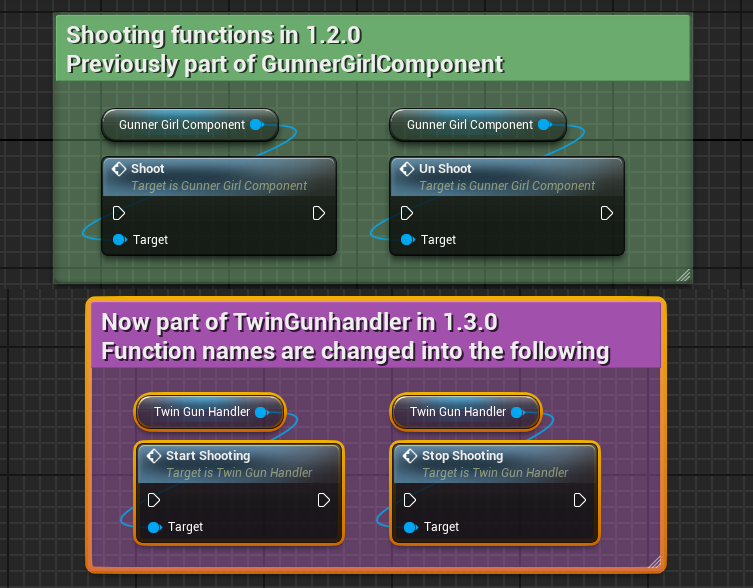 Shooting functions in 1.2.0
Previously part of GunnerGirlComponent
Gunner Girl Component
Gunner Girl Component
Shoot
Target is Gunner Girl Component
Target
Un Shoot
Target is Gunner Girl Component
Target
Now part of TwinGunhandler in 1.3.0
Function names are changed into the following
Twin Gun Handler
Twin Gun Handler
Start Shooting
Target is Twin Gun Handler
Target
Stop Shooting
Target is Twin Gun Handler
Target